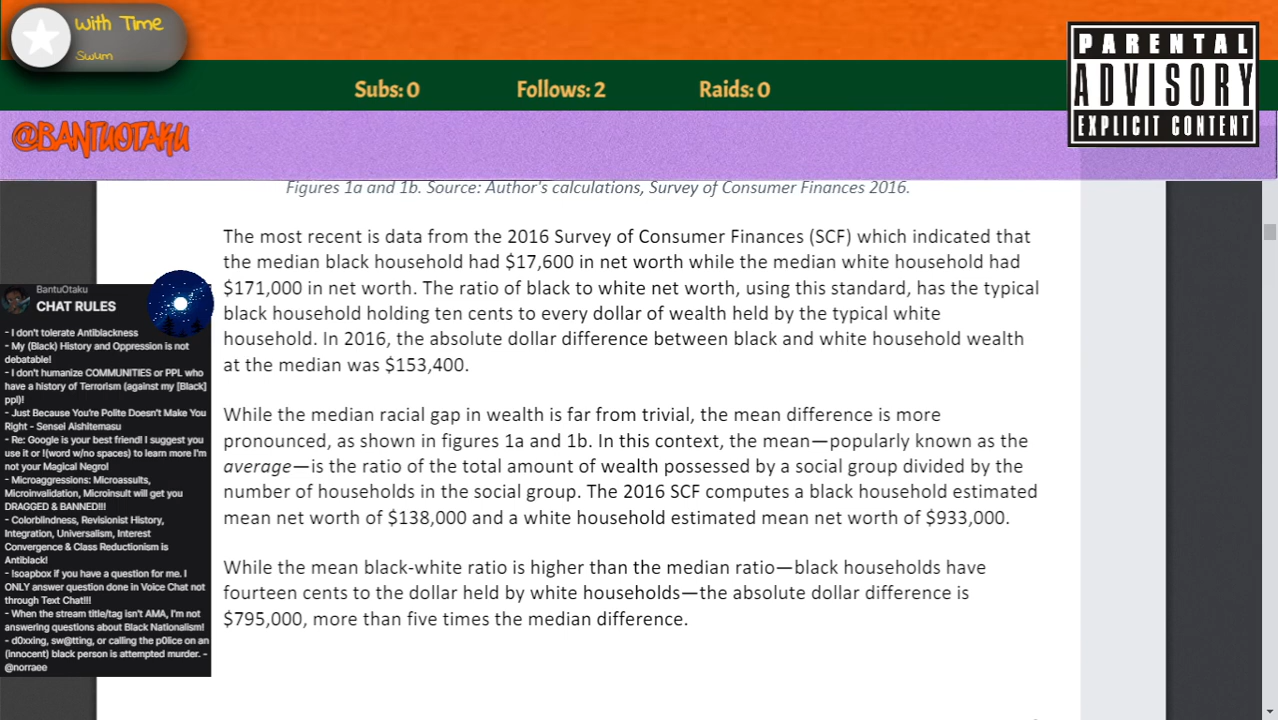 With Time
Swum
PARENTAL
ADVISORY
EXPLICIT CONTENT
Subs: 0
Follows: 2
Raids: 0
@BANTUOTAKU
Figures 1a and 1b. Source: Author's calculations, Survey of Consumer Finances 2016.
The most recent is data from the 2016 Survey of Consumer Finances (SCF) which indicated that
the median black household had $17,600 in net worth while the median white household had
$171,000 in net worth. The ratio of black to white net worth, using this standard, has the typical
black household holding ten cents to every dollar of wealth held by the typical white
household. In 2016, the absolute dollar difference between black and white household wealth
at the median was $153,400.
While the median racial gap in wealth is far from trivial, the mean difference is more
pronounced, as shown in figures 1a and 1b. In this context, the mean—popularly known as the
average—is the ratio of the total amount of wealth possessed by a social group divided by the
number of households in the social group. The 2016 SCF computes a black household estimated
mean net worth of $138,000 and a white household estimated mean net worth of $933,000.
While the mean black-white ratio is higher than the median ratio—black households have
fourteen cents to the dollar held by white households—the absolute dollar difference is
$795,000, more than five times the median difference.
BantuOtaku
CHAT RULES
- I don't tolerate Antiblackness
- My (Black) History and Oppression is not
debatable!
- I don't humanize COMMUNITIES or PPL who
have a history of Terrorism (against my [Black]
ppl)!
- Just Because You're Polite Doesn't Make You
Right - Sensei Aishitemasu
- Re: Google is your best friend! I suggest you
use it or !(word w/no spaces) to learn more I'm
not your Magical Negro!
- Microaggressions: Microassults,
Microinvalidation, Microinsult will get you
DRAGGED & BANNED!!!
- Colorblindness, Revisionist History,
Integration, Universalism, Interest
Convergence & Class Reductionism is
Antiblack!
- !soapbox if you have a question for me. I
ONLY answer question done in Voice Chat not
through Text Chat!!!
- When the stream title/tag isn't AMA, I'm not
answering questions about Black Nationalism!
- d0xxing, sw@tting, or calling the p0lice on an
(innocent) black person is attempted murder. -
@norraee